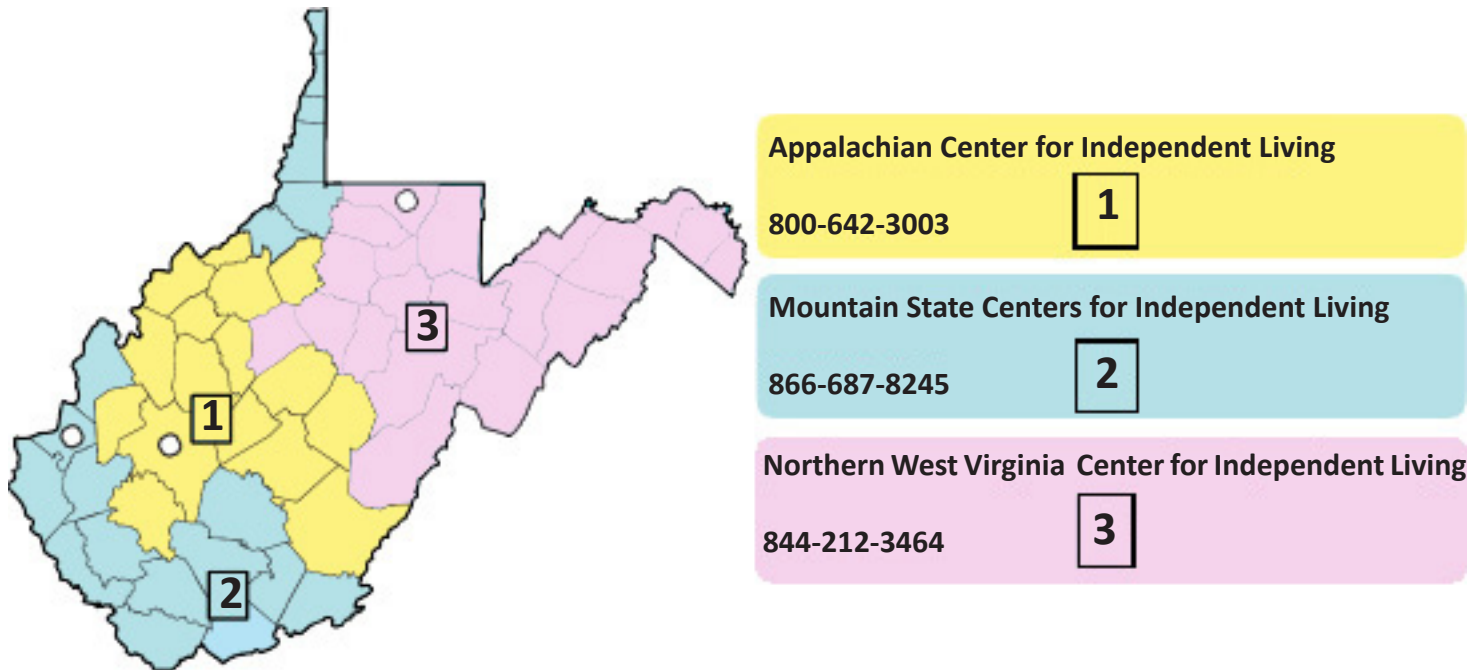 3
1
2
Appalachian Center for Independent Living
800-642-3003 1
Mountain State Centers for Independent Living
866-687-8245 2
Northern West Virginia Center for Independent Living
844-212-3464 3